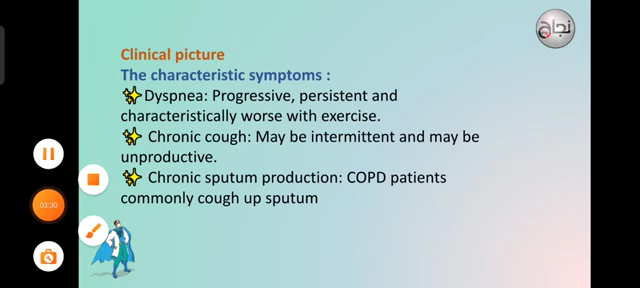 نجاح
Clinical picture
The characteristic symptoms :
Dyspnea: Progressive, persistent and
characteristically worse with exercise.
Chronic cough: May be intermittent and may be
unproductive.
Chronic sputum production: COPD patients
commonly cough up sputum
03:30